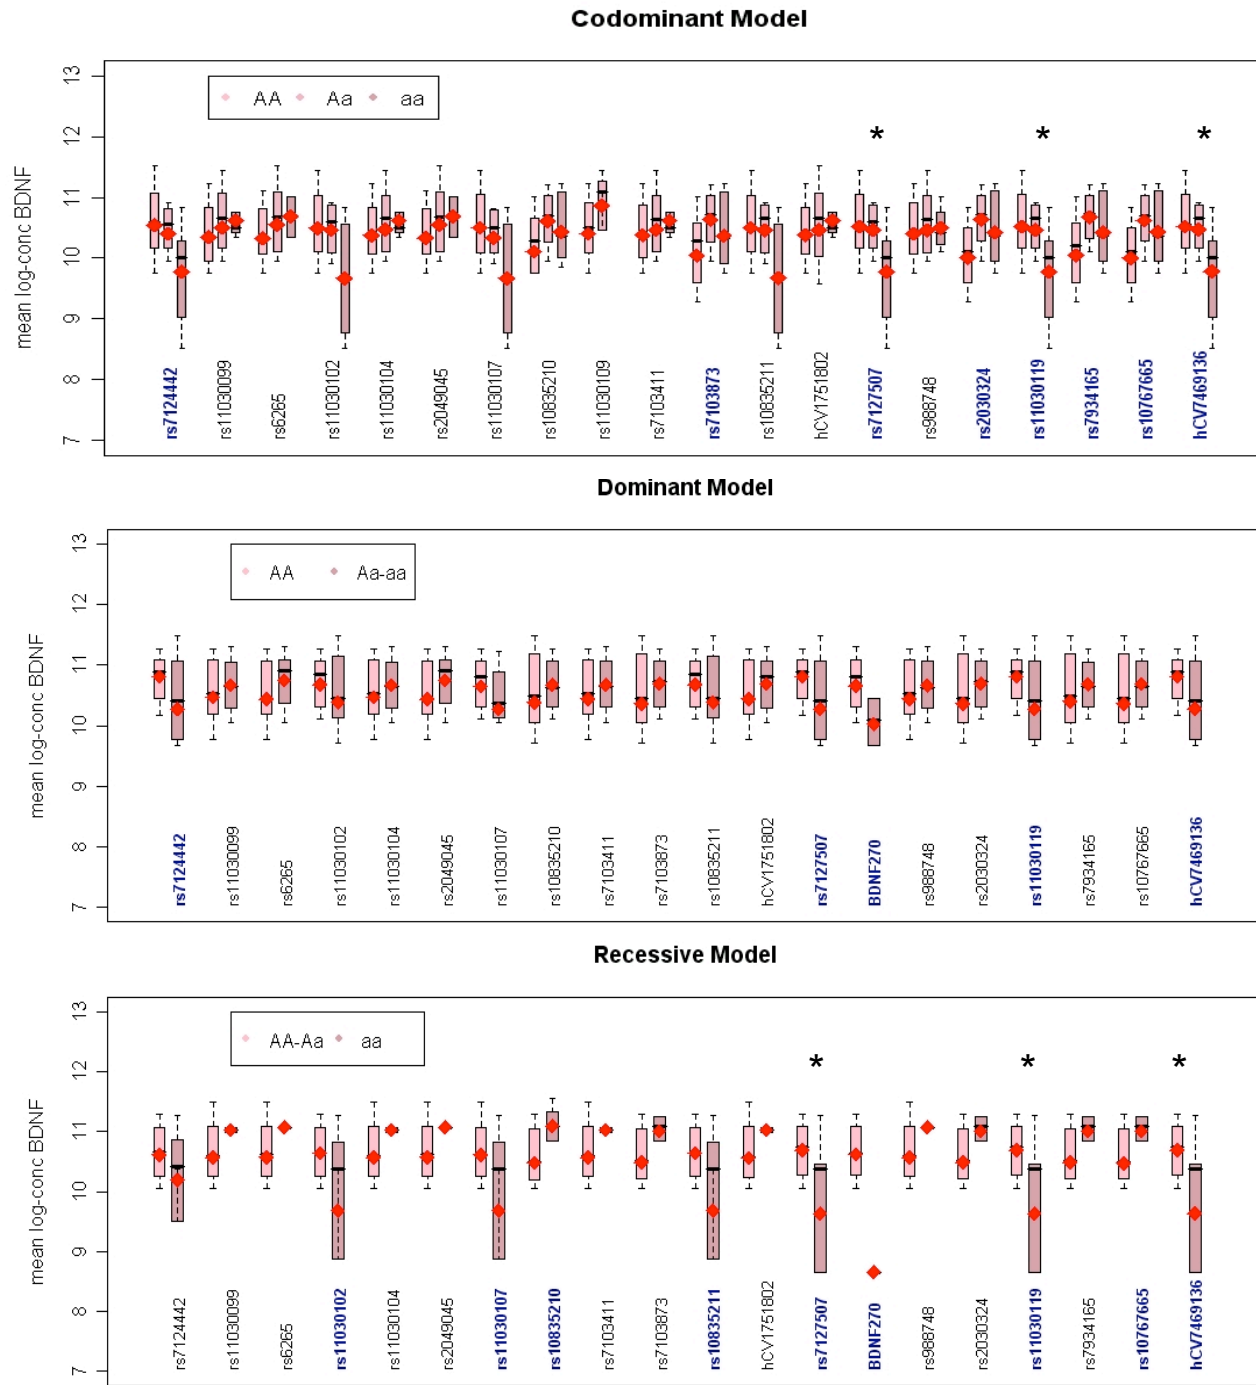 Codominant Model
13
12
11
10
9
8
7
mean log-conc BDNF
AA Aa aa
* * *
rs7124442
rs11030099
rs6265
rs11030102
rs11030104
rs2049045
rs11030107
rs10835210
rs11030109
rs7103411
rs7103873
rs10835211
hCV1751802
rs7127507
rs988748
rs2030324
rs11030119
rs7934165
rs10767665
hCV7469136
Dominant Model
13
12
11
10
9
8
7
mean log-conc BDNF
AA Aa-aa
rs7124442
rs11030099
rs6265
rs11030102
rs11030104
rs2049045
rs11030107
rs10835210
rs7103411
rs7103873
rs10835211
hCV1751802
rs7127507
BDNF270
rs988748
rs2030324
rs11030119
rs7934165
rs10767665
hCV7469136
Recessive Model
13
12
11
10
9
8
7
mean log-conc BDNF
AA-Aa aa
* * *
rs7124442
rs11030099
rs6265
rs11030102
rs11030104
rs2049045
rs11030107
rs10835210
rs7103411
rs7103873
rs10835211
hCV1751802
rs7127507
BDNF270
rs988748
rs2030324
rs11030119
rs7934165
rs10767665
hCV7469136